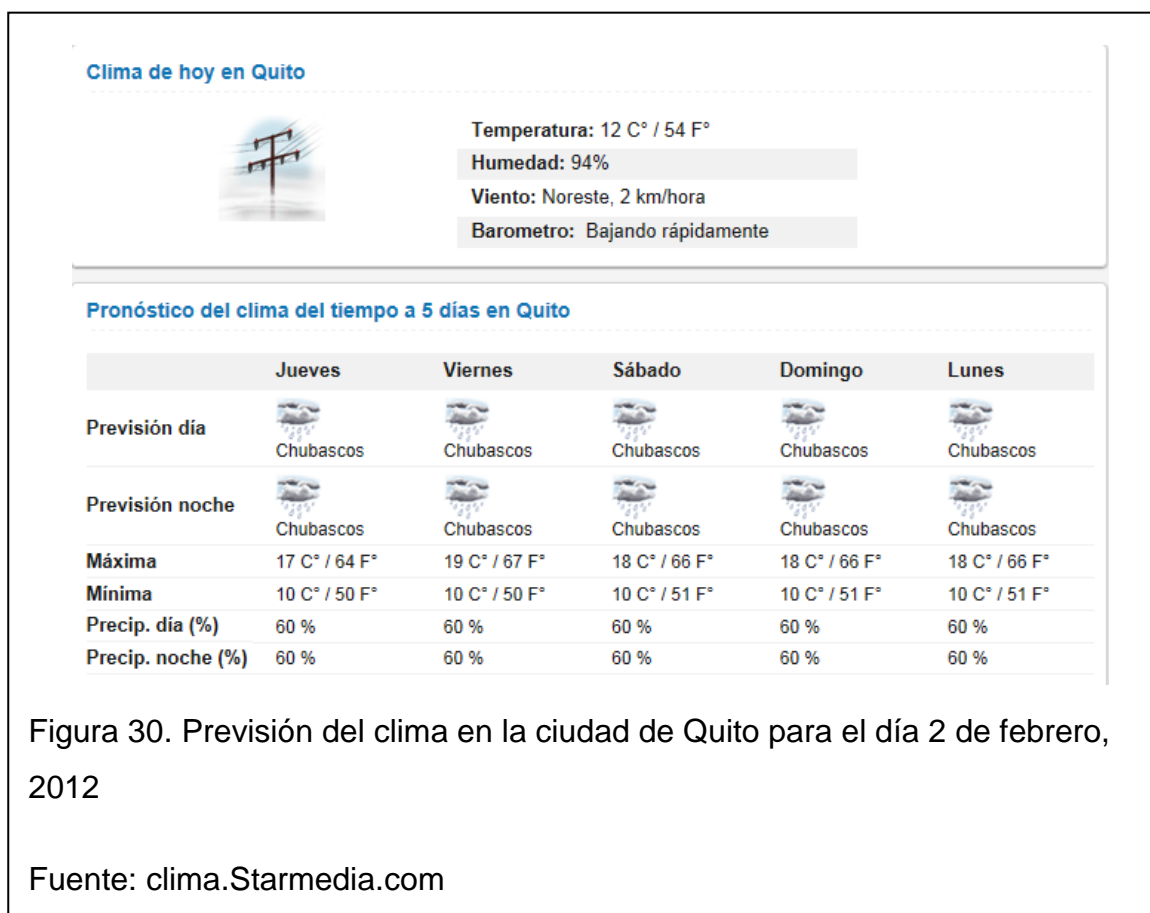 Clima de hoy en Quito
Temperatura: 12 C° / 54 F°
Humedad: 94%
Viento: Noreste, 2 km/hora
Barometro: Bajando rápidamente
Pronóstico del clima del tiempo a 5 días en Quito
Jueves Viernes Sábado Domingo Lunes
Previsión día
Chubascos Chubascos Chubascos Chubascos Chubascos
Previsión noche
Chubascos Chubascos Chubascos Chubascos Chubascos
Máxima 17 C° / 64 F° 19 C° / 67 F° 18 C° / 66 F° 18 C° / 66 F° 18 C° / 66 F°
Mínima 10 C° / 50 F° 10 C° / 50 F° 10 C° / 51 F° 10 C° / 51 F° 10 C° / 51 F°
Precip. día (%) 60 % 60 % 60 % 60 % 60 %
Precip. noche (%) 60 % 60 % 60 % 60 % 60 %
Figura 30. Previsión del clima en la ciudad de Quito para el día 2 de febrero,
2012
Fuente: clima.Starmedia.com